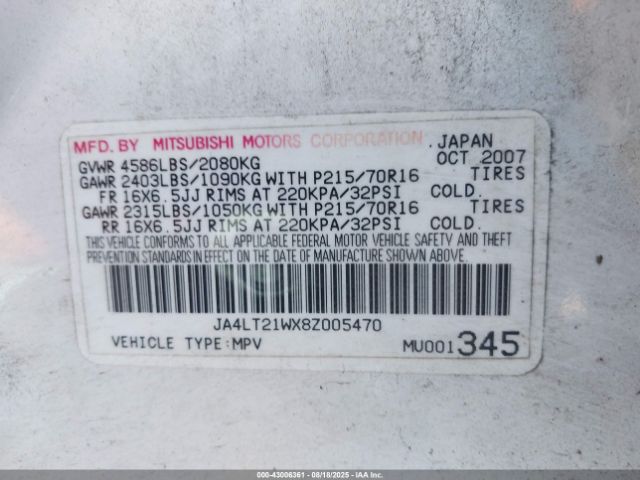 MFD. BY MITSUBISHI MOTORS CORPORATION. JAPAN
GVWR 4586LBS/2080KG OCT 2007
GAWR 2403LBS/1090KG WITH P215/70R16 TIRES
FR 16X6.5JJ RIMS AT 220KPA/32PSI COLD.
GAWR 2315LBS/1050KG WITH P215/70R16 TIRES
RR 16X6.5JJ RIMS AT 220KPA/32PSI COLD.
THIS VEHICLE CONFORMS TO ALL APPLICABLE FEDERAL MOTOR VEHICLE SAFETY AND THEFT
PREVENTION STANDARDS IN EFFECT ON THE DATE OF MANUFACTURE SHOWN ABOVE.
JA4LT21WX8Z005470
VEHICLE TYPE:MPV MU001345
000-43006361 - 08/18/2025 - IAAI.COM